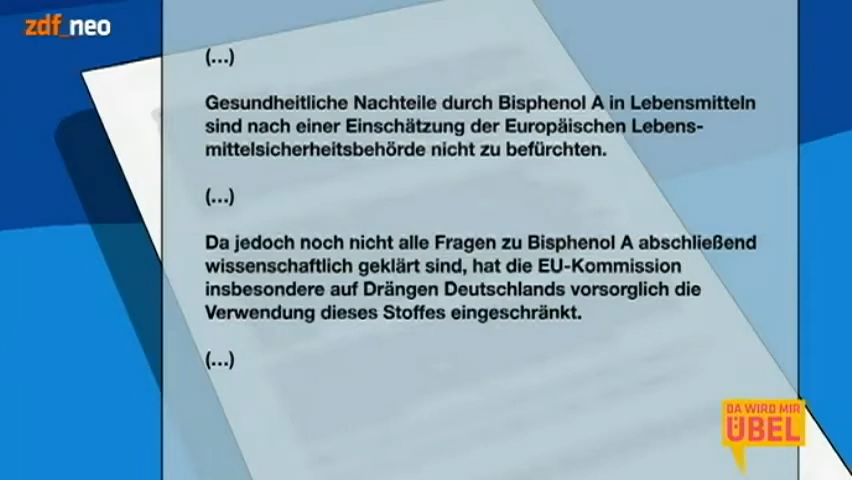 zdf_neo
(...)
Gesundheitliche Nachteile durch Bisphenol A in Lebensmitteln
sind nach einer Einschätzung der Europäischen Lebens-
mittelsicherheitsbehörde nicht zu befürchten.
(...)
Da jedoch noch nicht alle Fragen zu Bisphenol A abschließend
wissenschaftlich geklärt sind, hat die EU-Kommission
insbesondere auf Drängen Deutschlands vorsorglich die
Verwendung dieses Stoffes eingeschränkt.
(...)
DA WIRD MIR
ÜBEL